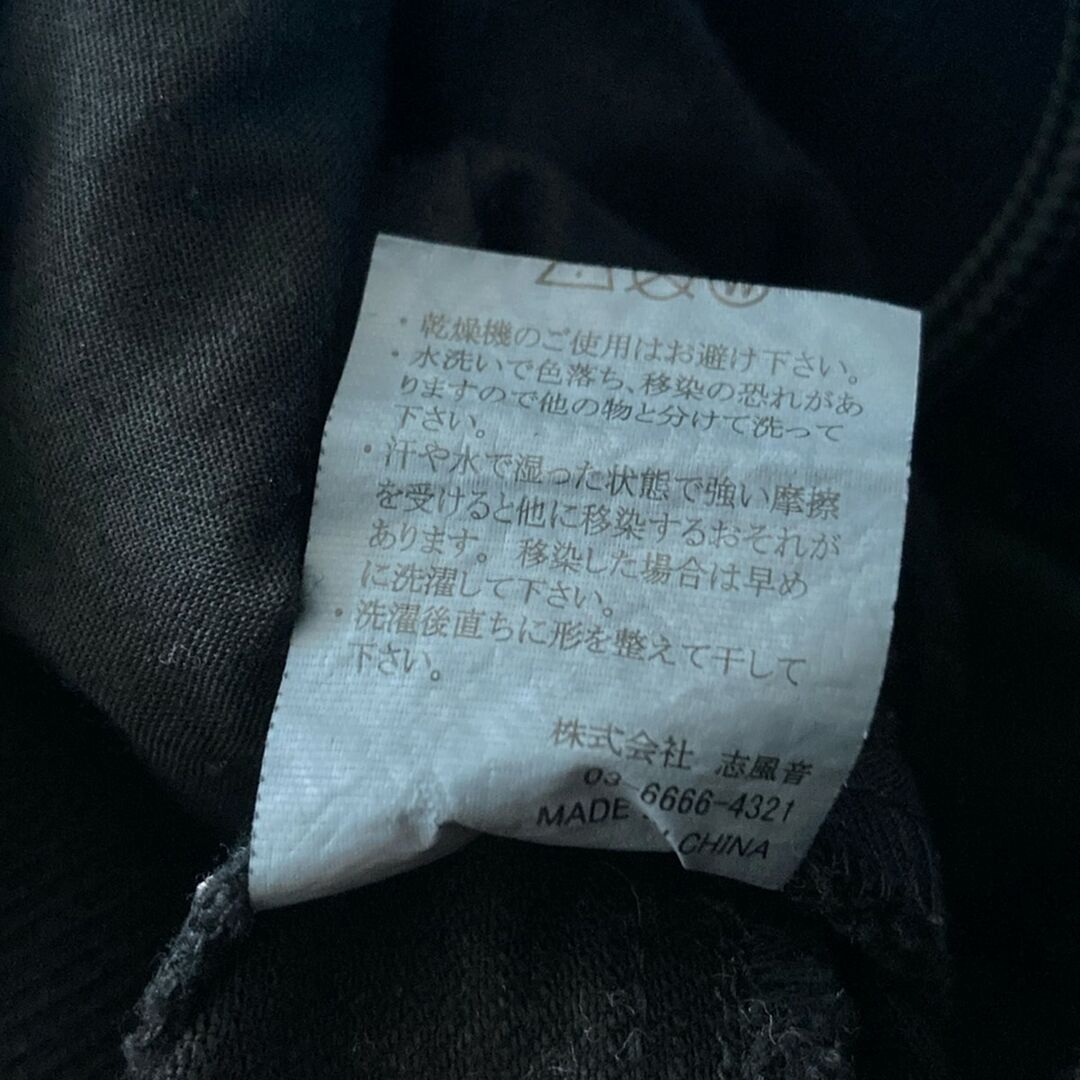 ・乾燥機のご使用はお避け下さい。
・水洗いで色落ち、移染の恐れがあ
りますので他の物と分けて洗って
下さい。
・汗や水で湿った状態で強い摩擦
を受けると他に移染するおそれが
あります。 移染した場合は早め
に洗濯して下さい。
・洗濯後直ちに形を整えて干して
下さい。
株式会社 志風音
03-6666-4321
MADE CHINA